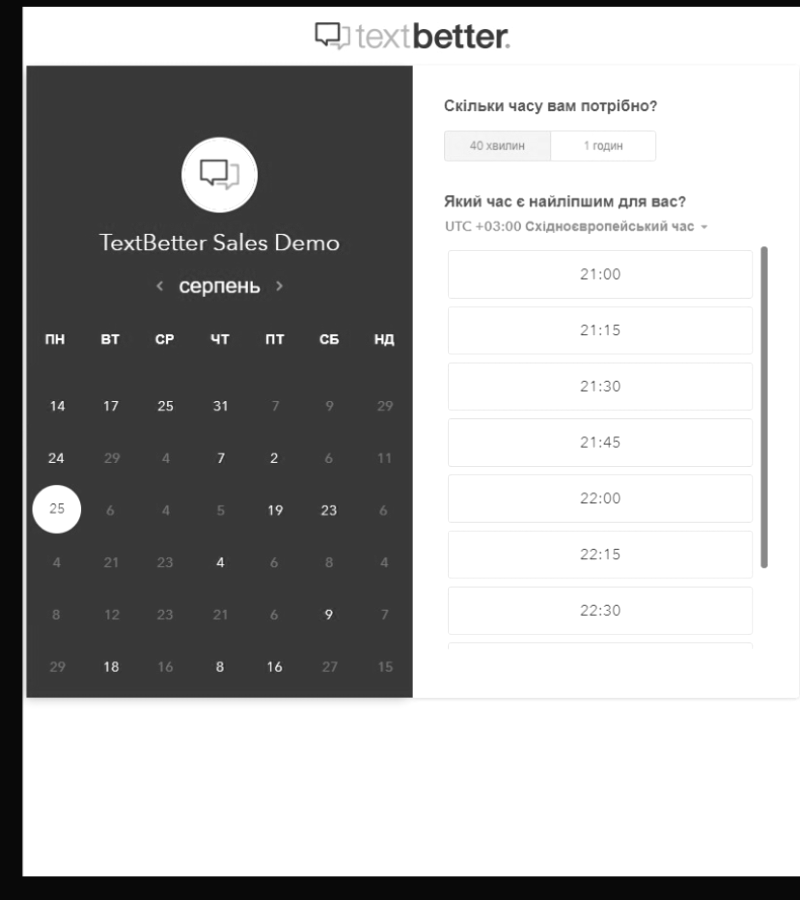 textbetter.
TextBetter Sales Demo
< серпень >
ПН ВТ СР ЧТ ПТ СБ НД
14 17 25 31 7 9 29
24 29 4 7 2 6 11
25 6 4 5 19 23 6
4 21 23 4 6 8 4
8 12 23 21 6 9 7
29 18 16 8 16 27 15
Скільки часу вам потрібно?
40 хвилин 1 годин
Який час є найліпшим для вас?
UTC +03:00 Східноєвропейський час
21:00
21:15
21:30
21:45
22:00
22:15
22:30